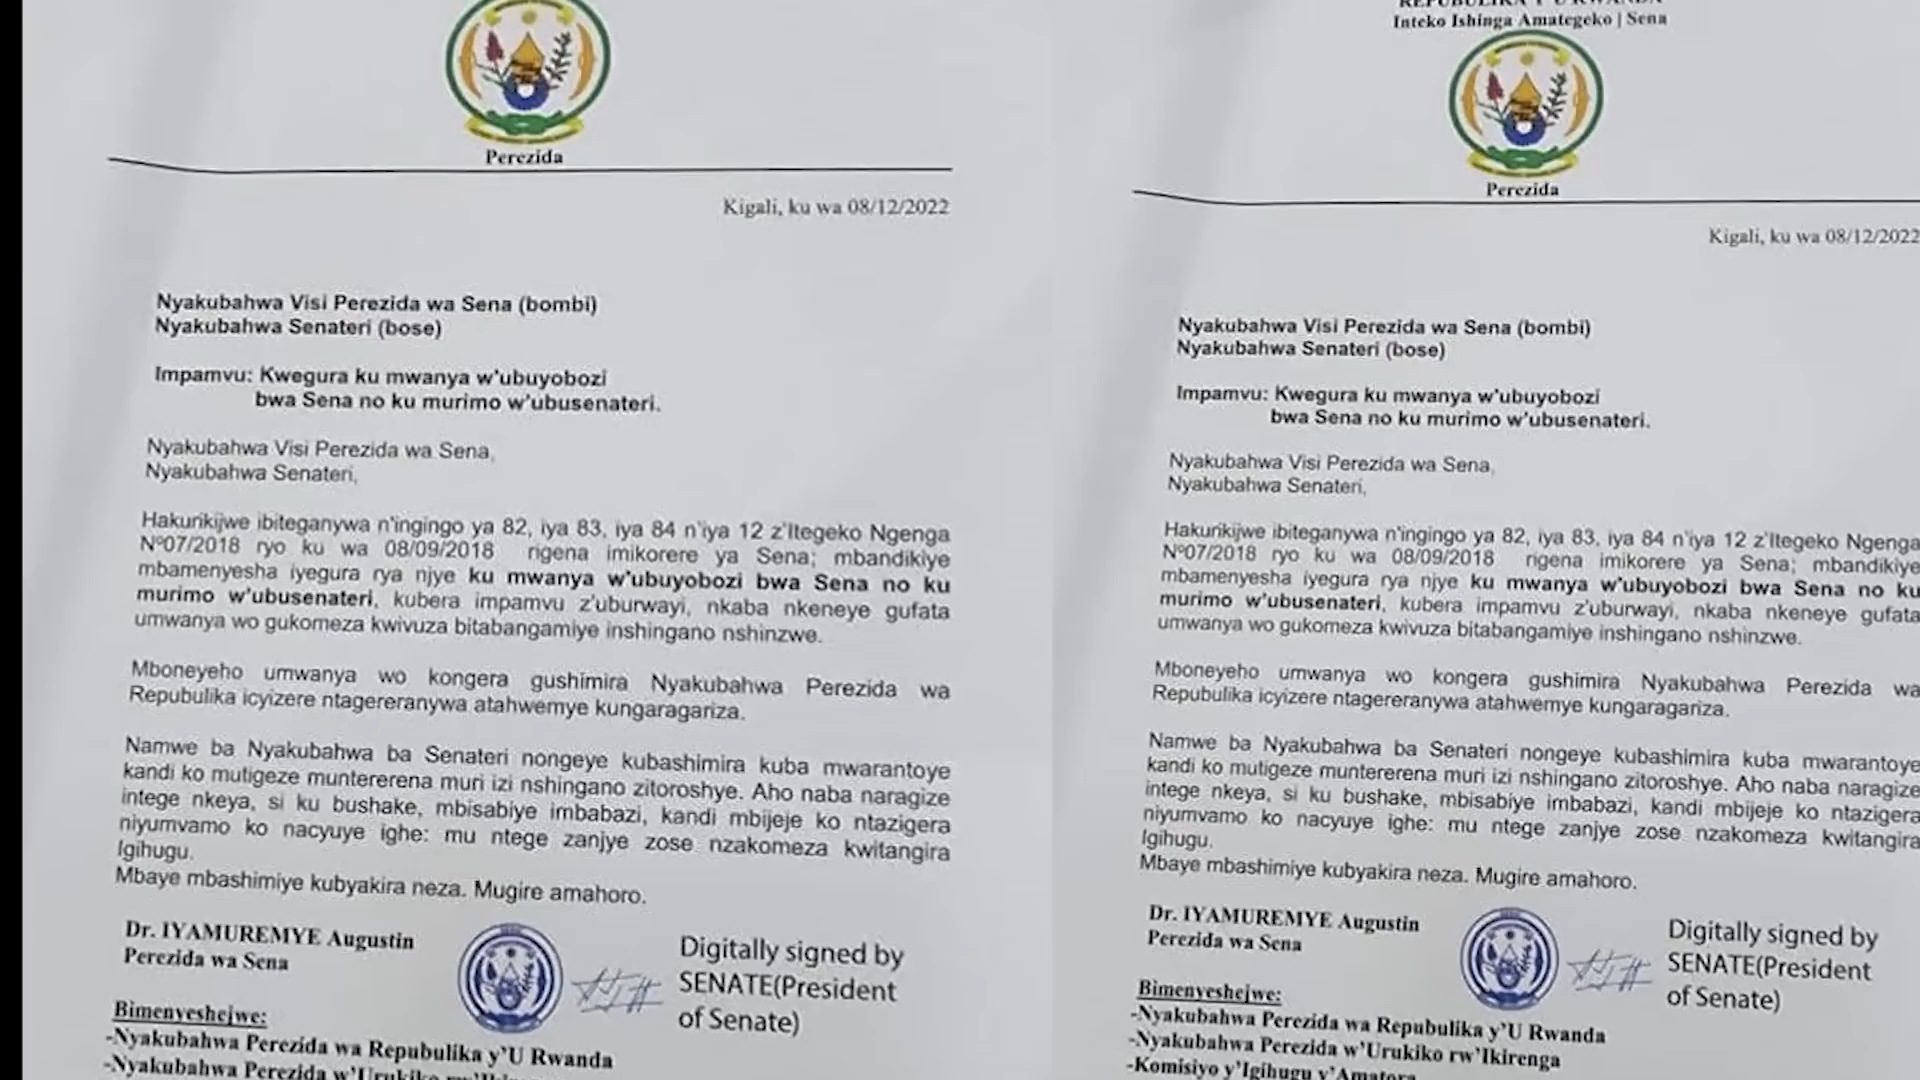 Perezida
Kigali, ku wa 08/12/2022
Nyakubahwa Visi Perezida wa Sena (bombi)
Nyakubahwa Senateri (bose)
Impamvu: Kwegura ku mwanya w'ubuyobozi
bwa Sena no ku murimo w'ubusenateri.
Nyakubahwa Visi Perezida wa Sena,
Nyakubahwa Senateri,
Hakurikijwe ibiteganywa n'ingingo ya 82, iya 83, iya 84 n'iya 12 z'Itegeko Ngenga
Nº07/2018 ryo ku wa 08/09/2018 rigena imikorere ya Sena; mbandikiye
mbamenyesha iyegura rya njye ku mwanya w'ubuyobozi bwa Sena no ku
murimo w'ubusenateri, kubera impamvu z'uburwayi, nkaba nkeneye gufata
umwanya wo gukomeza kwivuza bitabangamiye inshingano nshinzwe.
Mboneyeho umwanya wo kongera gushimira Nyakubahwa Perezida wa
Repubulika icyizere ntagereranywa atahwemye kungaragariza.
Namwe ba Nyakubahwa ba Senateri nongeye kubashimira kuba mwarantoye
kandi ko mutigeze muntererena muri izi nshingano zitoroshye. Aho naba naragize
intege nkeya, si ku bushake, mbisabiye imbabazi, kandi mbijeje ko ntazigera
niyumvamo ko nacyuye ighe: mu ntege zanjye zose nzakomeza kwitangira
Igihugu.
Mbaye mbashimiye kubyakira neza. Mugire amahoro.
Dr. IYAMUREMYE Augustin
Perezida wa Sena
Digitally signed by
SENATE(President
of Senate)
Bimenyeshejwe:
-Nyakubahwa Perezida wa Repubulika y'U Rwanda
-Nyakubahwa Perezida w'Urukiko
Inteko Ishinga Amategeko | Sena
Perezida
Kigali, ku wa 08/12/2022
Nyakubahwa Visi Perezida wa Sena (bombi)
Nyakubahwa Senateri (bose)
Impamvu: Kwegura ku mwanya w'ubuyobozi
bwa Sena no ku murimo w'ubusenateri.
Nyakubahwa Visi Perezida wa Sena,
Nyakubahwa Senateri,
Hakurikijwe ibiteganywa n'ingingo ya 82, iya 83, iya 84 n'iya 12 z'Itegeko Ngenga
Nº07/2018 ryo ku wa 08/09/2018 rigena imikorere ya Sena; mbandikiye
mbamenyesha iyegura rya njye ku mwanya w'ubuyobozi bwa Sena no ku
murimo w'ubusenateri, kubera impamvu z'uburwayi, nkaba nkeneye gufata
umwanya wo gukomeza kwivuza bitabangamiye inshingano nshinzwe.
Mboneyeho umwanya wo kongera gushimira Nyakubahwa Perezida wa
Repubulika icyizere ntagereranywa atahwemye kungaragariza.
Namwe ba Nyakubahwa ba Senateri nongeye kubashimira kuba mwarantoye
kandi ko mutigeze muntererena muri izi nshingano zitoroshye. Aho naba naragize
intege nkeya, si ku bushake, mbisabiye imbabazi, kandi mbijeje ko ntazigera
niyumvamo ko nacyuye ighe: mu ntege zanjye zose nzakomeza kwitangira
Igihugu.
Mbaye mbashimiye kubyakira neza. Mugire amahoro.
Dr. IYAMUREMYE Augustin
Perezida wa Sena
Digitally signed by
SENATE(President
of Senate)
Bimenyeshejwe:
-Nyakubahwa Perezida wa Repubulika y'U Rwanda
-Nyakubahwa Perezida w'Urukiko rw'Ikirenga
-Komisiyo y'Igihugu y'Amatora